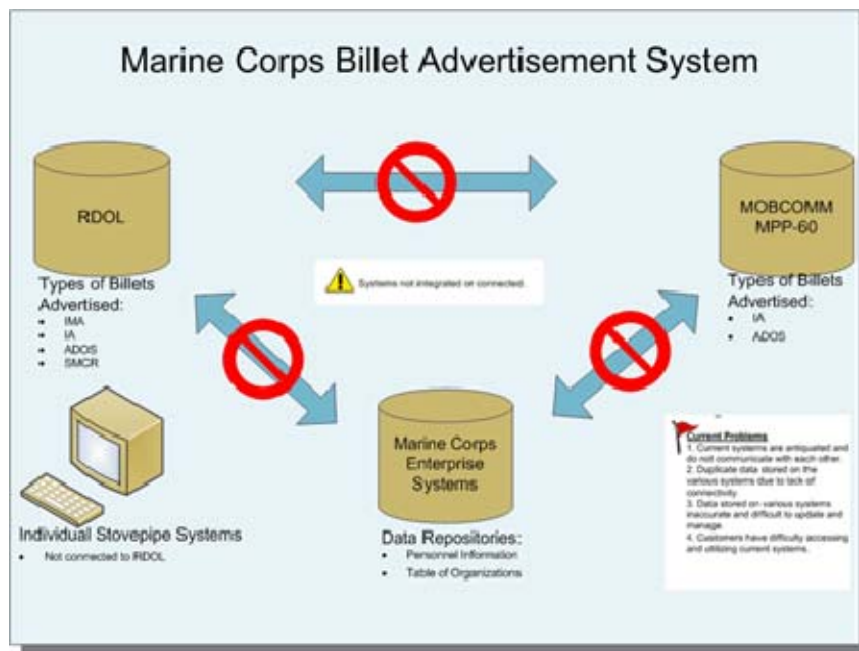 Marine Corps Billet Advertisement System
RDOL
MOBCOMM
MPP-60
Types of Billets
Advertised:
• IMA
• IA
• ADOS
• SMCR
Systems not integrated on connected.
Types of Billets
Advertised:
• IA
• ADOS
Marine Corps
Enterprise
Systems
Individual Stovepipe Systems
• Not connected to RDOL
Data Repositories:
• Personnel Information
• Table of Organizations
Current Problems
1. Current systems are antiquated and
do not communicate with each other.
2. Duplicate data stored on the
various systems due to lack of
connectivity.
3. Data stored on various systems
inaccurate and difficult to update and
manage.
4. Customers have difficulty accessing
and utilizing current systems.